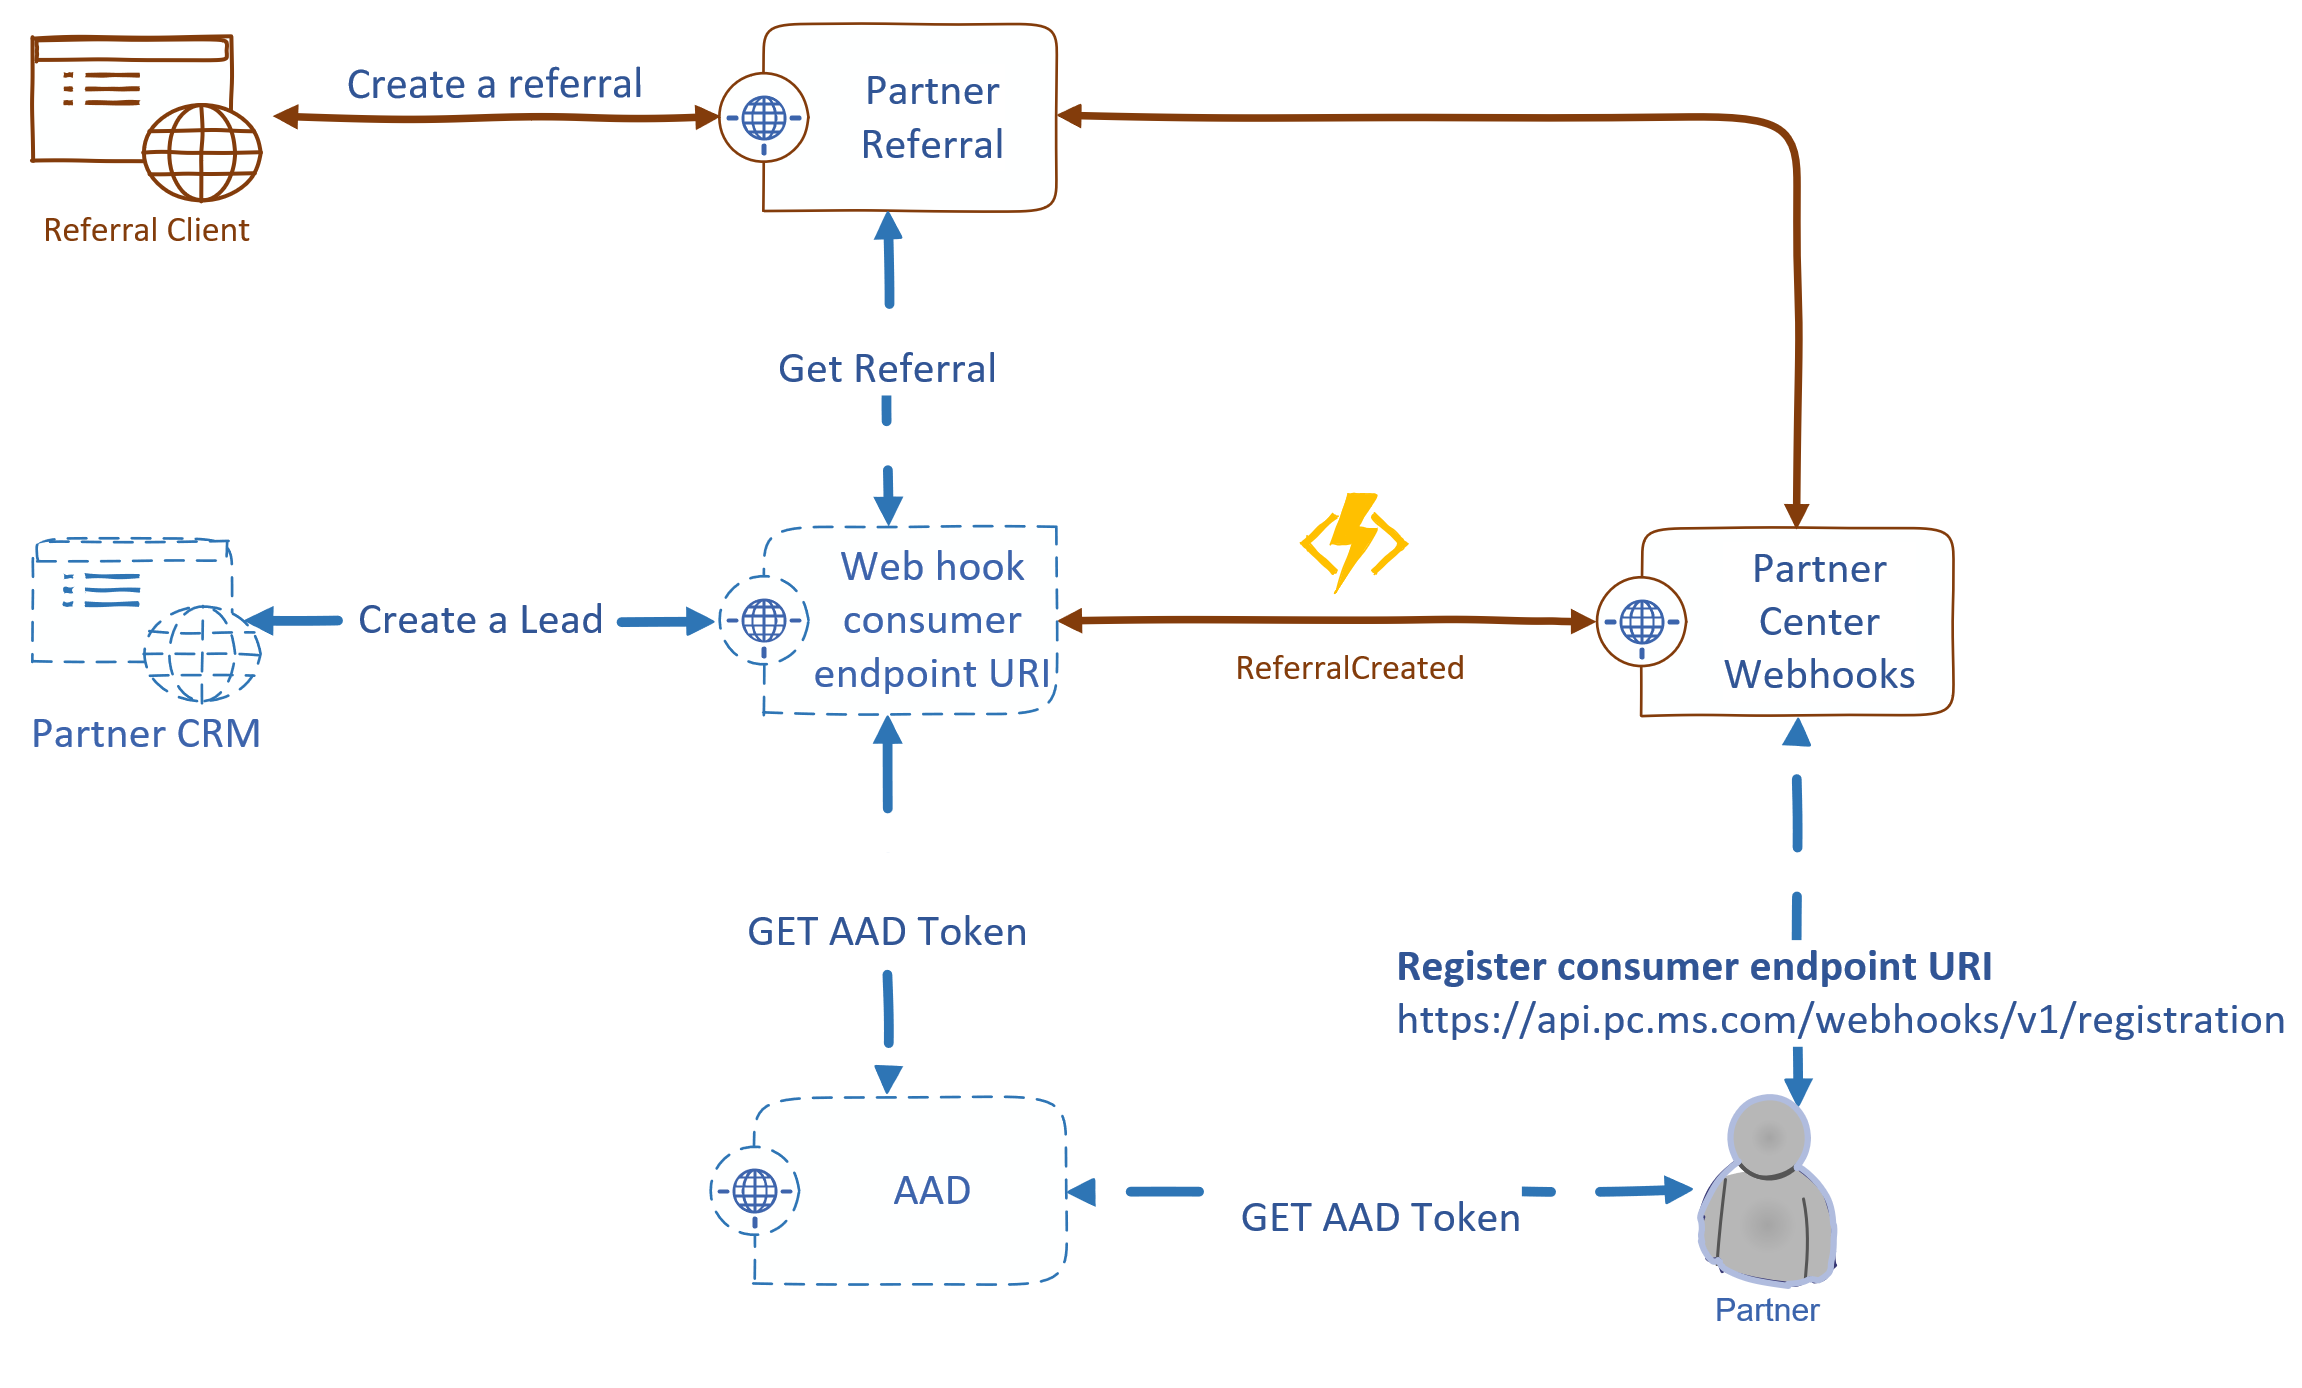 Create a referral
Partner
Referral
Referral Client
Get Referral
Web hook
consumer
endpoint URI
Create a Lead
Partner CRM
ReferralCreated
Partner
Center
Webhooks
GET AAD Token
Register consumer endpoint URI
https://api.pc.ms.com/webhooks/v1/registration
AAD
GET AAD Token
Partner